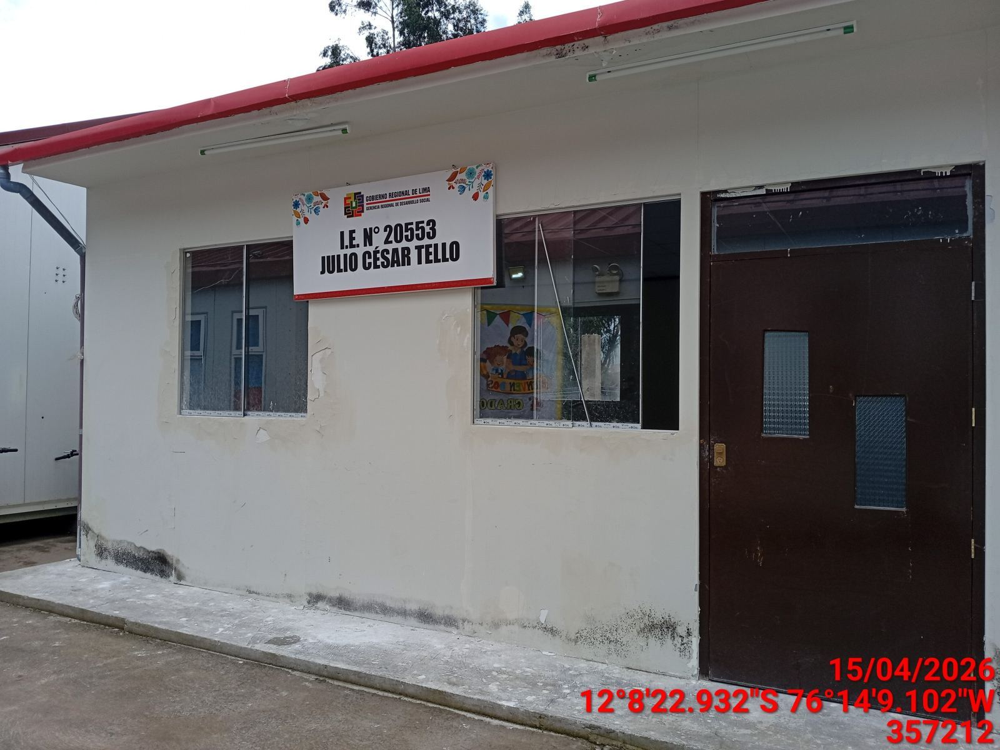 GOBIERNO REGIONAL DE LIMA
GERENCIA REGIONAL DE DESARROLLO SOCIAL
I.E. N° 20553
JULIO CÉSAR TELLO
15/04/2026
12°8'22.932"S 76°14'9.102"W
357212